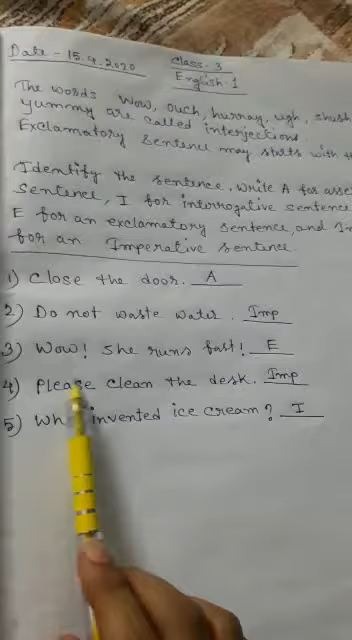 Date - 15.4.2020
Class - 3
English - 1
The words Wow, ouch, hurray, ugh, shush
yummy are called interjections.
Exclamatory sentence may starts with
Identify the sentence, write A for
Sentence, I for interrogative sentence
E for an exclamatory sentence, and
for an Imperative sentence.
1) Close the door. A
2) Do not waste water. Imp
3) Wow! She runs fast! E
4) Please clean the desk. Imp
5) invented ice cream? I